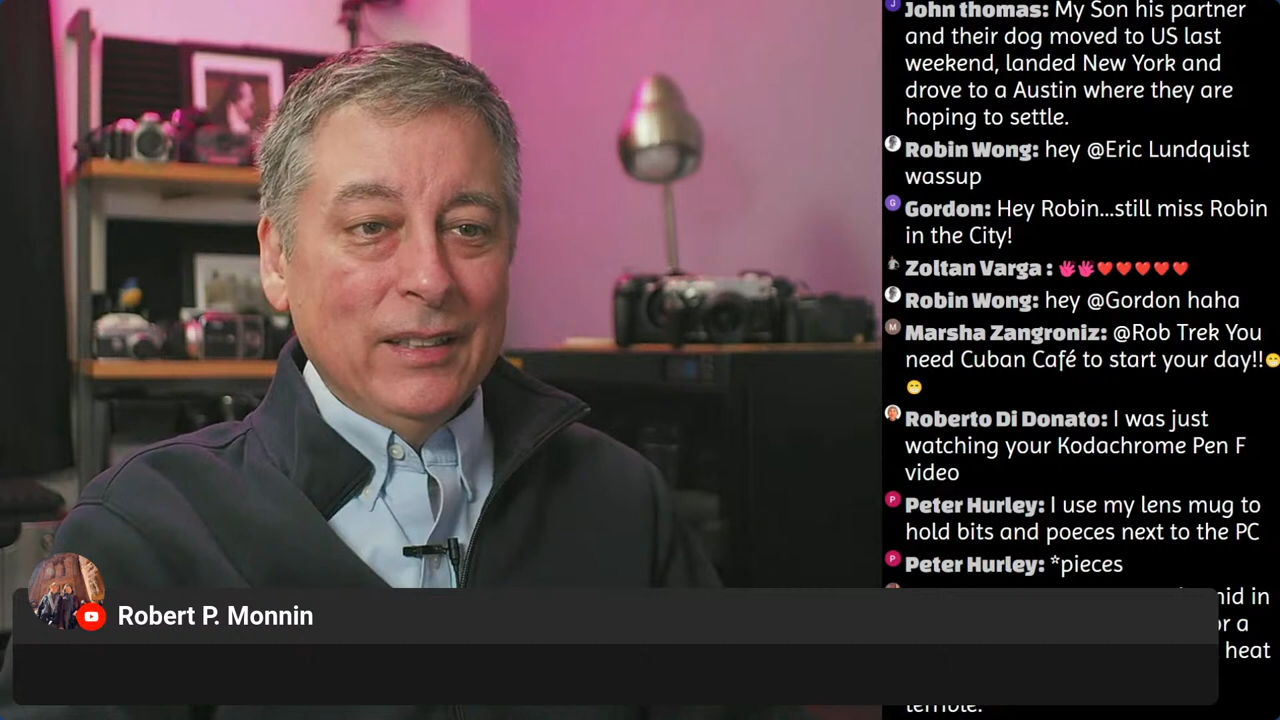 John thomas: My Son his partner
and their dog moved to US last
weekend, landed New York and
drove to a Austin where they are
hoping to settle.
Robin Wong: hey @Eric Lundquist
wassup
Gordon: Hey Robin...still miss Robin
in the City!
Zoltan Varga : 👋👋❤️❤️❤️❤️❤️
Robin Wong: hey @Gordon haha
Marsha Zangroniz: @Rob Trek You
need Cuban Café to start your day!!😁
😁
Roberto Di Donato: I was just
watching your Kodachrome Pen F
video
Peter Hurley: I use my lens mug to
hold bits and poeces next to the PC
Peter Hurley: *pieces
in
a
heat
terrible.
Robert P. Monnin